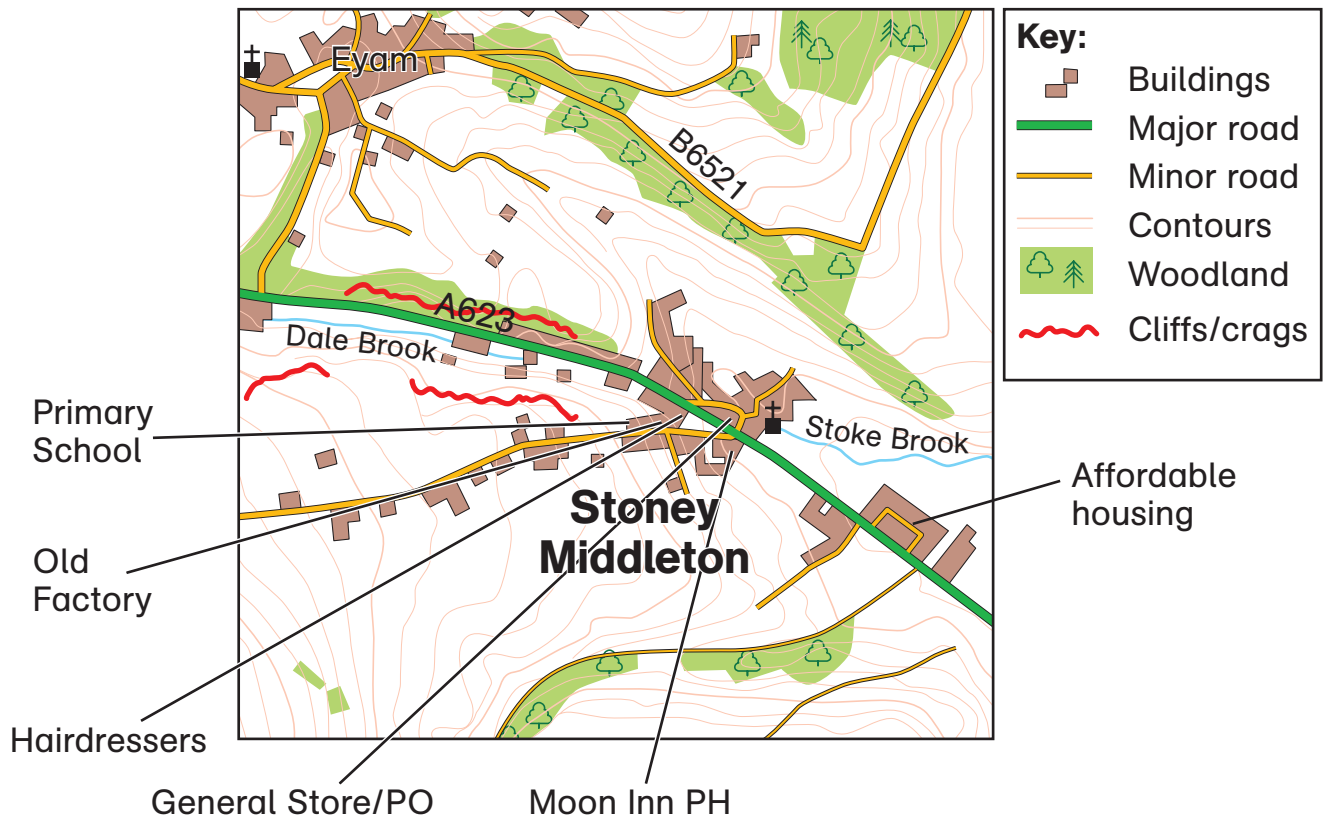 Eyam
B6521
A623
Dale Brook
Stoke Brook
Stoney
Middleton
Key:
Buildings
Major road
Minor road
Contours
Woodland
Cliffs/crags
Primary
School
Old
Factory
Hairdressers
General Store/PO
Moon Inn PH
Affordable
housing